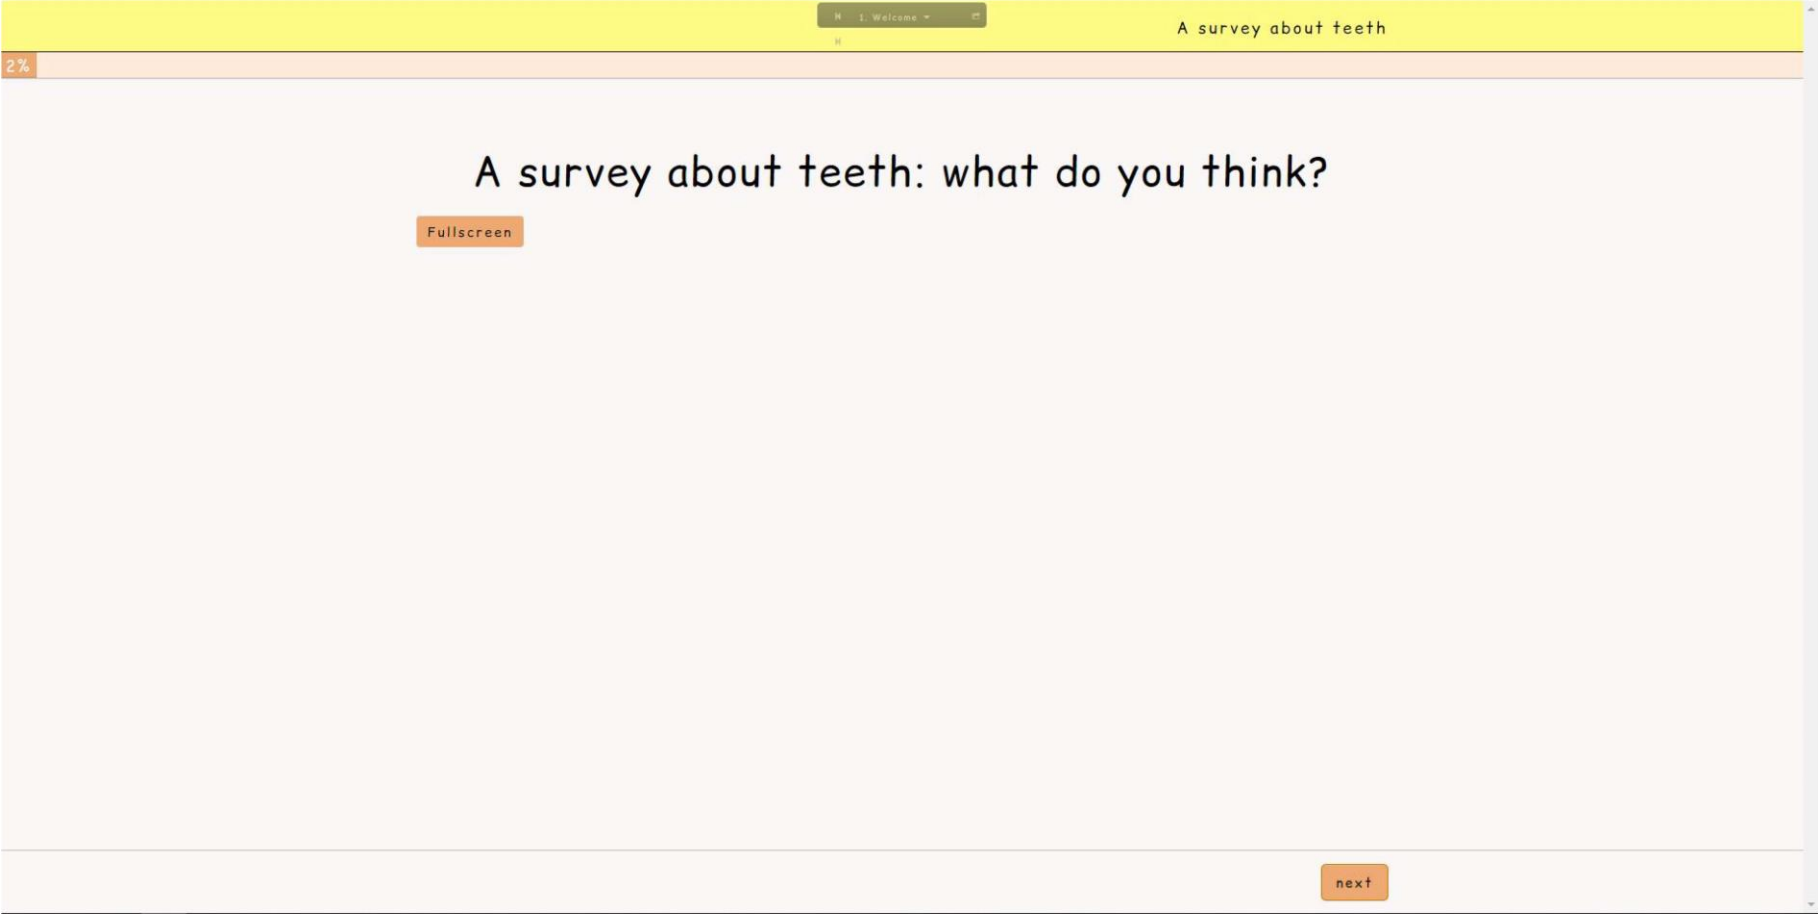 1. Welcome
A survey about teeth
2%
A survey about teeth: what do you think?
Fullscreen
next